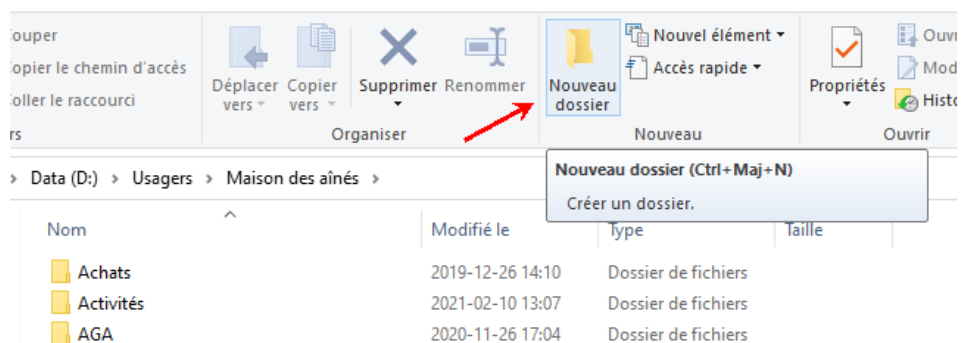 ouper
opier le chemin d'accès
oller le raccourci
rs
Déplacer vers
Copier vers
Supprimer
Renommer
Organiser
Nouveau dossier
Nouvel élément
Accès rapide
Nouveau
Propriétés
Ouvr
Mod
Histo
Ouvrir
Nouveau dossier (Ctrl+Maj+N)
Créer un dossier.
› Data (D:) › Usagers › Maison des aînés ›
Nom Modifié le Type Taille
Achats 2019-12-26 14:10 Dossier de fichiers
Activités 2021-02-10 13:07 Dossier de fichiers
AGA 2020-11-26 17:04 Dossier de fichiers